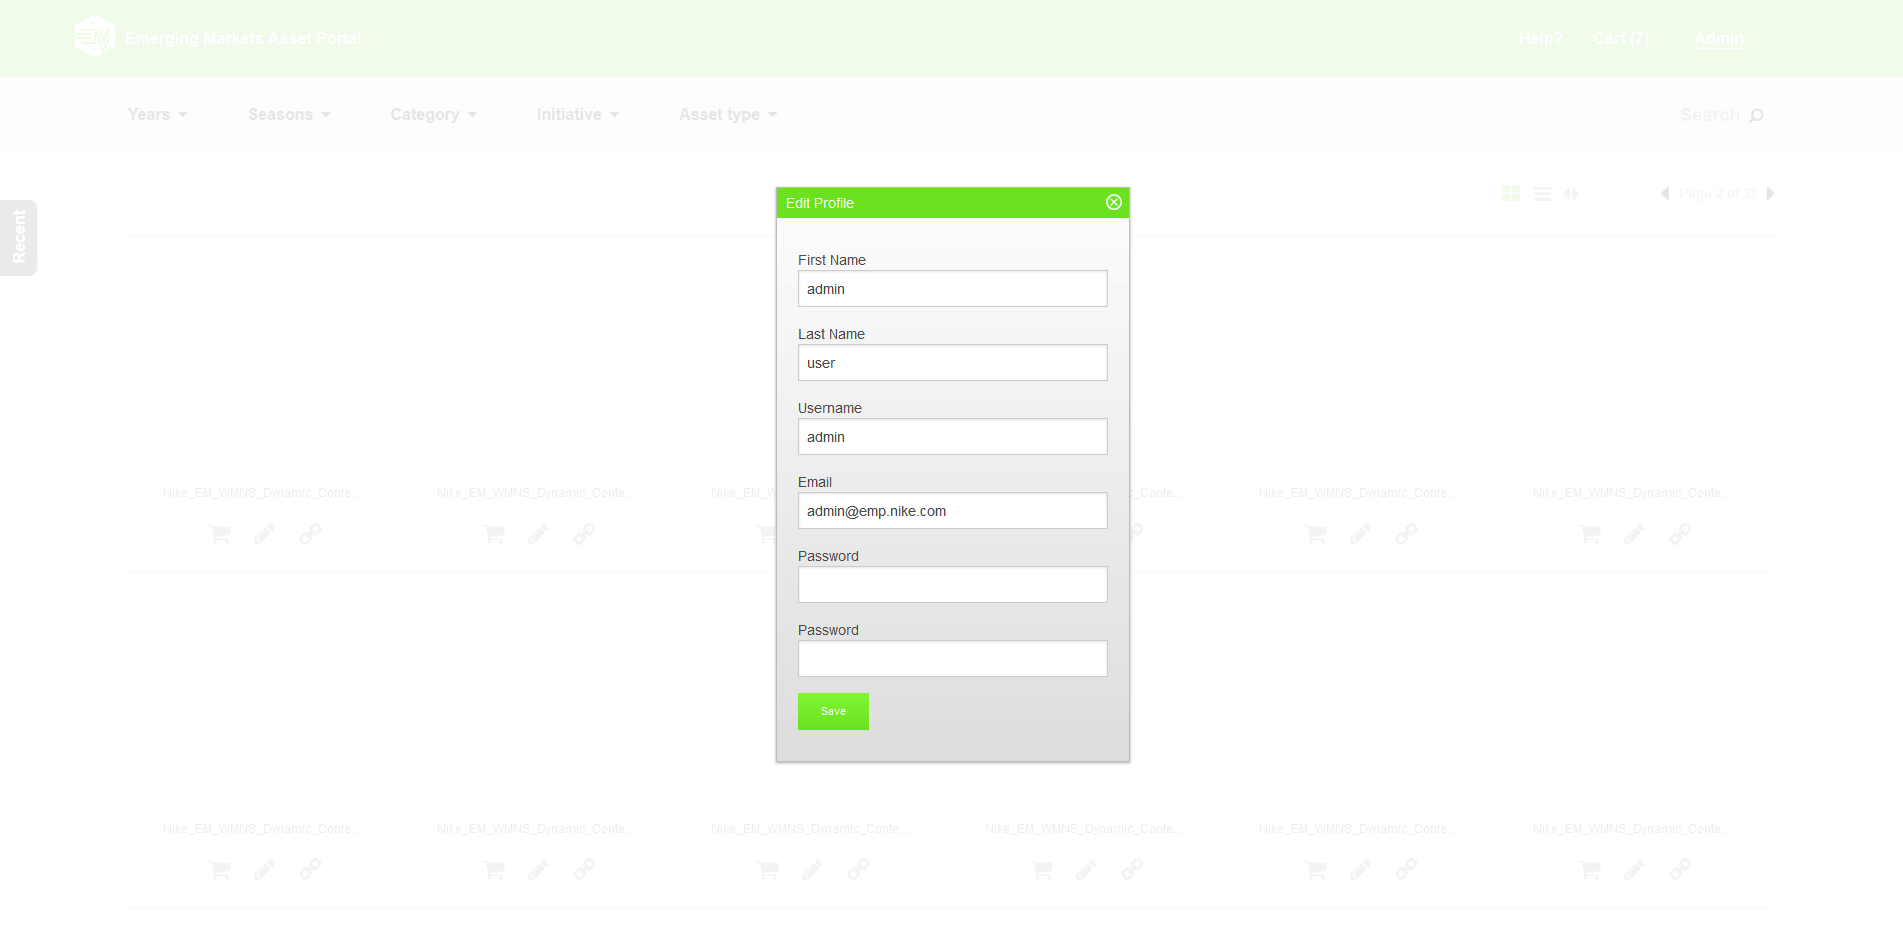 EM Emerging Markets Asset Portal
Help? Cart (7) Admin
Years Seasons Category Initiative Asset type Search
Recent
Page 2 of 32
Edit Profile
First Name
admin
Last Name
user
Username
admin
Email
admin@emp.nike.com
Password
Password
Save
Nike_EM_WMNS_Dynamic_Conte... Nike_EM_WMNS_Dynamic_Conte... Nike_EM_W c_Conte... Nike_EM_WMNS_Dynamic_Conte... Nike_EM_WMNS_Dynamic_Conte...
Nike_EM_WMNS_Dynamic_Conte... Nike_EM_WMNS_Dynamic_Conte... Nike_EM_WMNS_Dynamic_Conte... Nike_EM_WMNS_Dynamic_Conte... Nike_EM_WMNS_Dynamic_Conte... Nike_EM_WMNS_Dynamic_Conte...